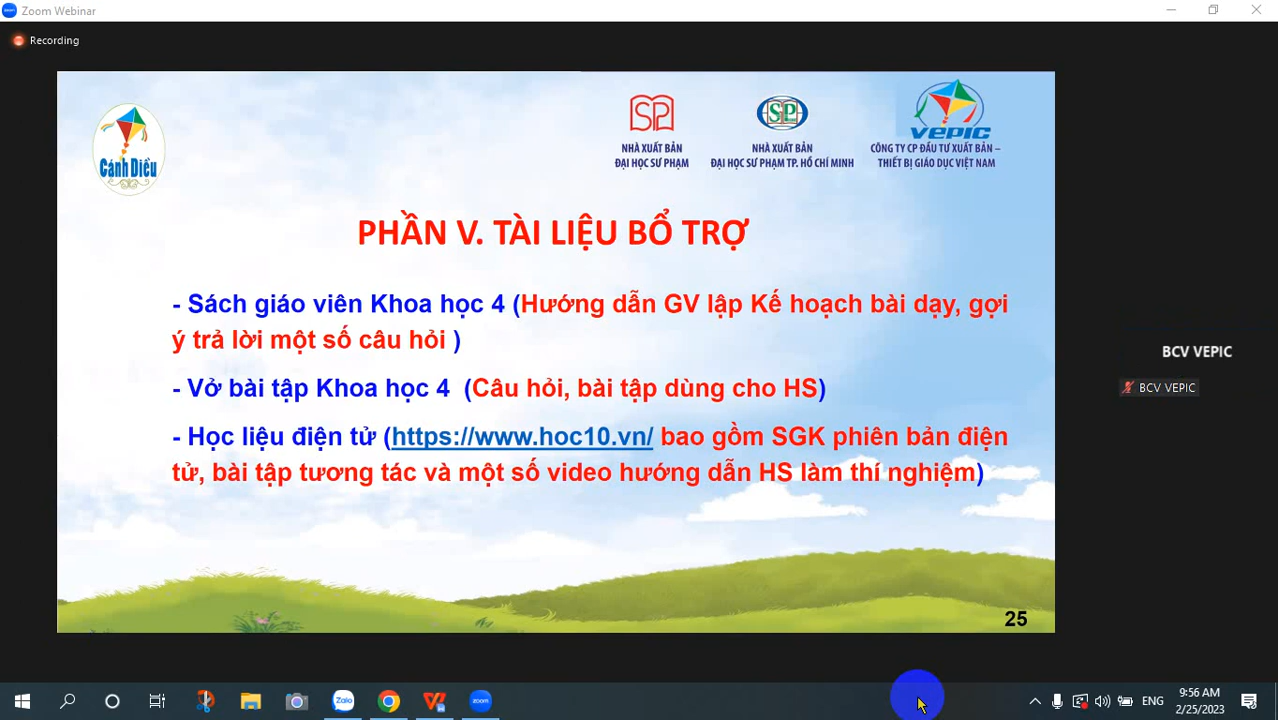 Zoom Webinar
Recording
Cánh Diều
SP
NHÀ XUẤT BẢN
ĐẠI HỌC SƯ PHẠM
SP
NHÀ XUẤT BẢN
ĐẠI HỌC SƯ PHẠM TP. HỒ CHÍ MINH
VEPIC
CÔNG TY CP ĐẦU TƯ XUẤT BẢN –
THIẾT BỊ GIÁO DỤC VIỆT NAM
PHẦN V. TÀI LIỆU BỔ TRỢ
- Sách giáo viên Khoa học 4 (Hướng dẫn GV lập Kế hoạch bài dạy, gợi
ý trả lời một số câu hỏi )
- Vở bài tập Khoa học 4 (Câu hỏi, bài tập dùng cho HS)
- Học liệu điện tử (https://www.hoc10.vn/ bao gồm SGK phiên bản điện
tử, bài tập tương tác và một số video hướng dẫn HS làm thí nghiệm)
25
BCV VEPIC
BCV VEPIC
Zalo
zoom
ENG
9:56 AM
2/25/2023